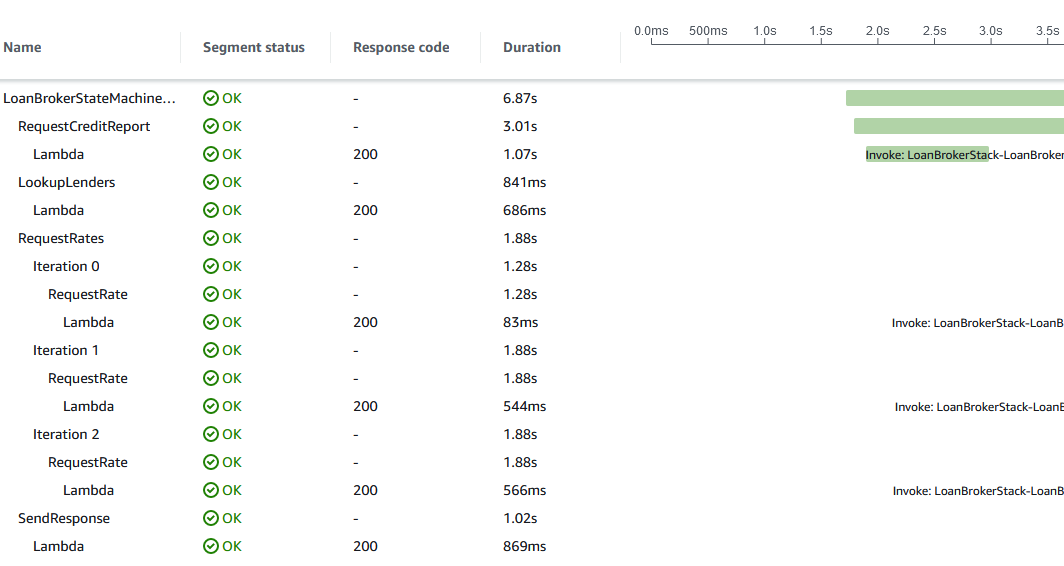 Name Segment status Response code Duration 0.0ms 500ms 1.0s 1.5s 2.0s 2.5s 3.0s 3.5s
LoanBrokerStateMachine... OK - 6.87s
RequestCreditReport OK - 3.01s
Lambda OK 200 1.07s Invoke: LoanBrokerStack-LoanBroker
LookupLenders OK - 841ms
Lambda OK 200 686ms
RequestRates OK - 1.88s
Iteration 0 OK - 1.28s
RequestRate OK - 1.28s
Lambda OK 200 83ms Invoke: LoanBrokerStack-LoanB
Iteration 1 OK - 1.88s
RequestRate OK - 1.88s
Lambda OK 200 544ms Invoke: LoanBrokerStack-LoanB
Iteration 2 OK - 1.88s
RequestRate OK - 1.88s
Lambda OK 200 566ms Invoke: LoanBrokerStack-LoanB
SendResponse OK - 1.02s
Lambda OK 200 869ms